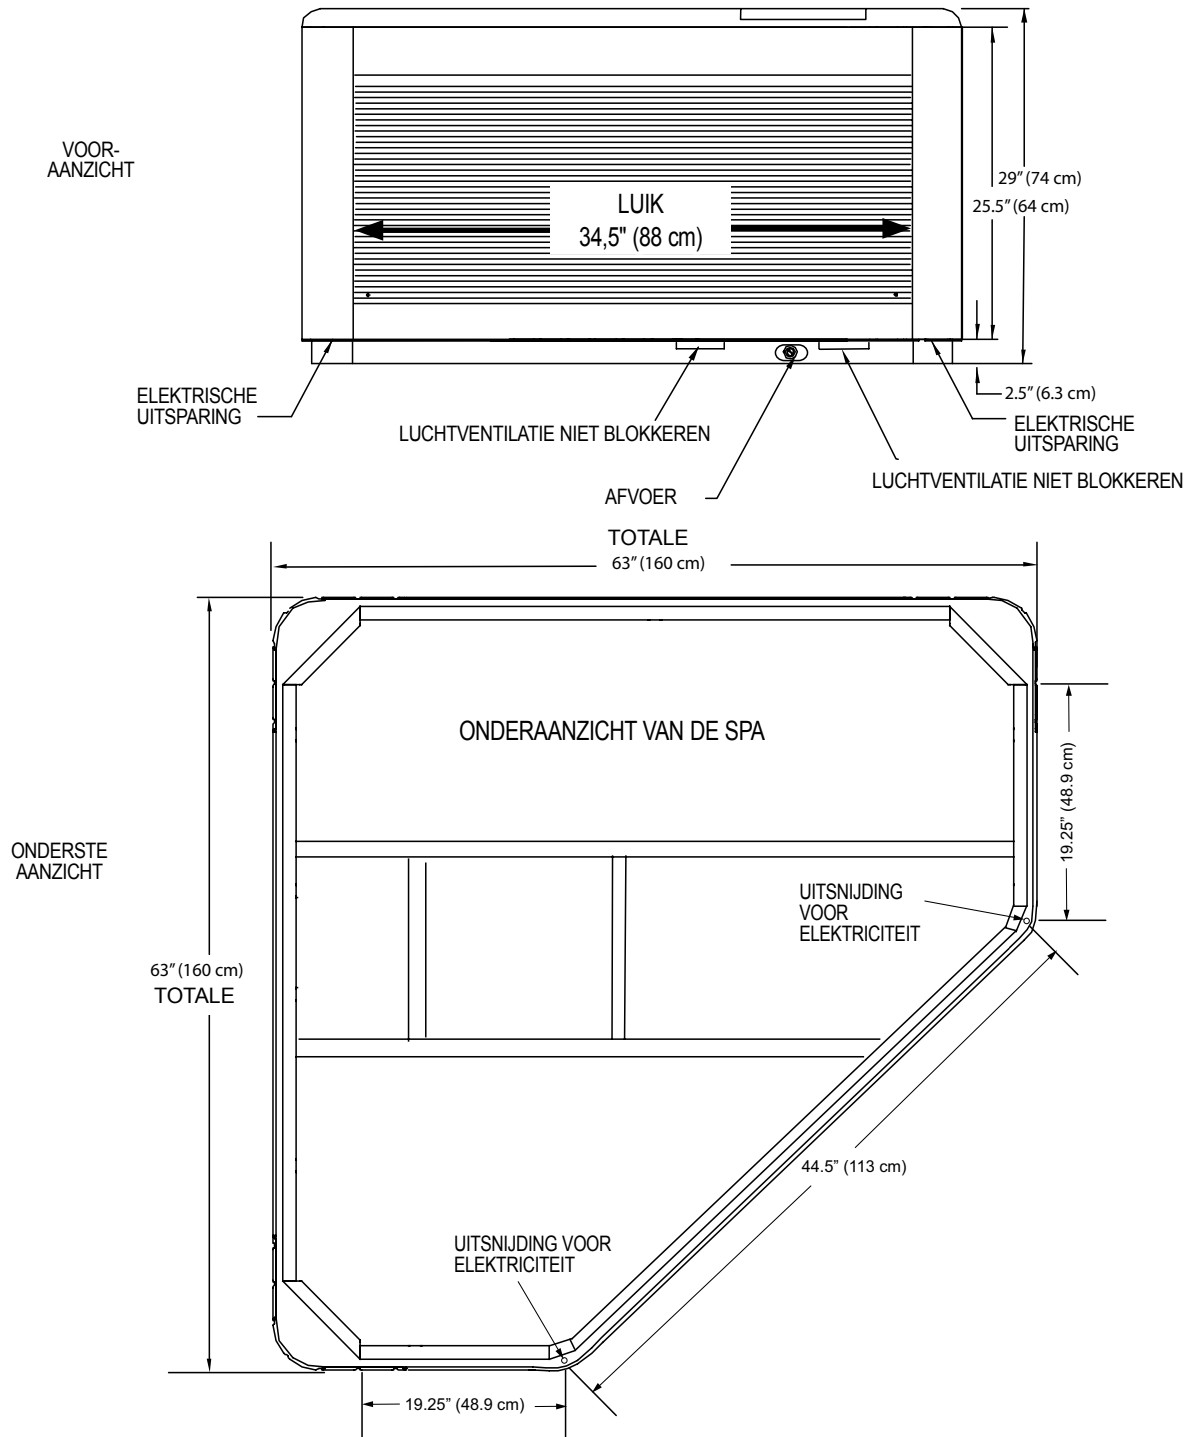 VOOR-
AANZICHT
29" (74 cm)
25.5" (64 cm)
LUIK
34,5" (88 cm)
2.5" (6.3 cm)
ELEKTRISCHE
UITSPARING
ELEKTRISCHE
UITSPARING
LUCHTVENTILATIE NIET BLOKKEREN
LUCHTVENTILATIE NIET BLOKKEREN
AFVOER
TOTALE
63" (160 cm)
ONDERAANZICHT VAN DE SPA
19.25" (48.9 cm)
ONDERSTE
AANZICHT
UITSNIJDING
VOOR
ELEKTRICITEIT
63" (160 cm)
TOTALE
44.5" (113 cm)
UITSNIJDING VOOR
ELEKTRICITEIT
19.25" (48.9 cm)